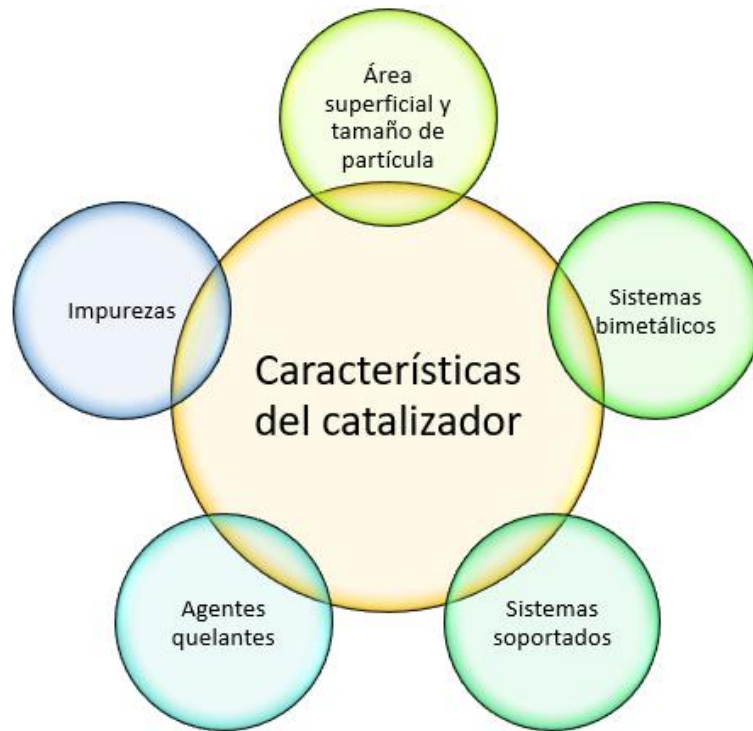 Área
superficial y
tamaño de
partícula
Impurezas
Sistemas
bimetálicos
Características
del catalizador
Agentes
quelantes
Sistemas
soportados